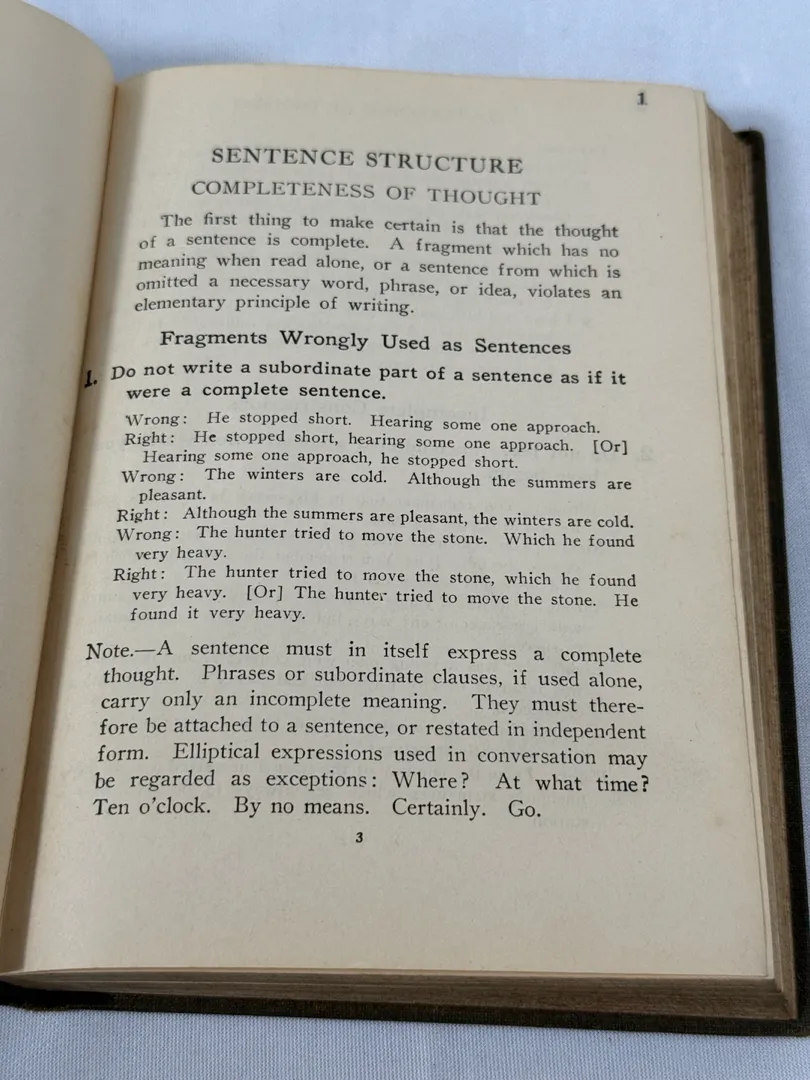 1
SENTENCE STRUCTURE
COMPLETENESS OF THOUGHT
The first thing to make certain is that the thought
of a sentence is complete. A fragment which has no
meaning when read alone, or a sentence from which is
omitted a necessary word, phrase, or idea, violates an
elementary principle of writing.
Fragments Wrongly Used as Sentences
1. Do not write a subordinate part of a sentence as if it
were a complete sentence.
Wrong: He stopped short. Hearing some one approach.
Right: He stopped short, hearing some one approach. [Or]
Hearing some one approach, he stopped short.
Wrong: The winters are cold. Although the summers are
pleasant.
Right: Although the summers are pleasant, the winters are cold.
Wrong: The hunter tried to move the stone. Which he found
very heavy.
Right: The hunter tried to move the stone, which he found
very heavy. [Or] The hunter tried to move the stone. He
found it very heavy.
Note.—A sentence must in itself express a complete
thought. Phrases or subordinate clauses, if used alone,
carry only an incomplete meaning. They must there-
fore be attached to a sentence, or restated in independent
form. Elliptical expressions used in conversation may
be regarded as exceptions: Where? At what time?
Ten o'clock. By no means. Certainly. Go.
3